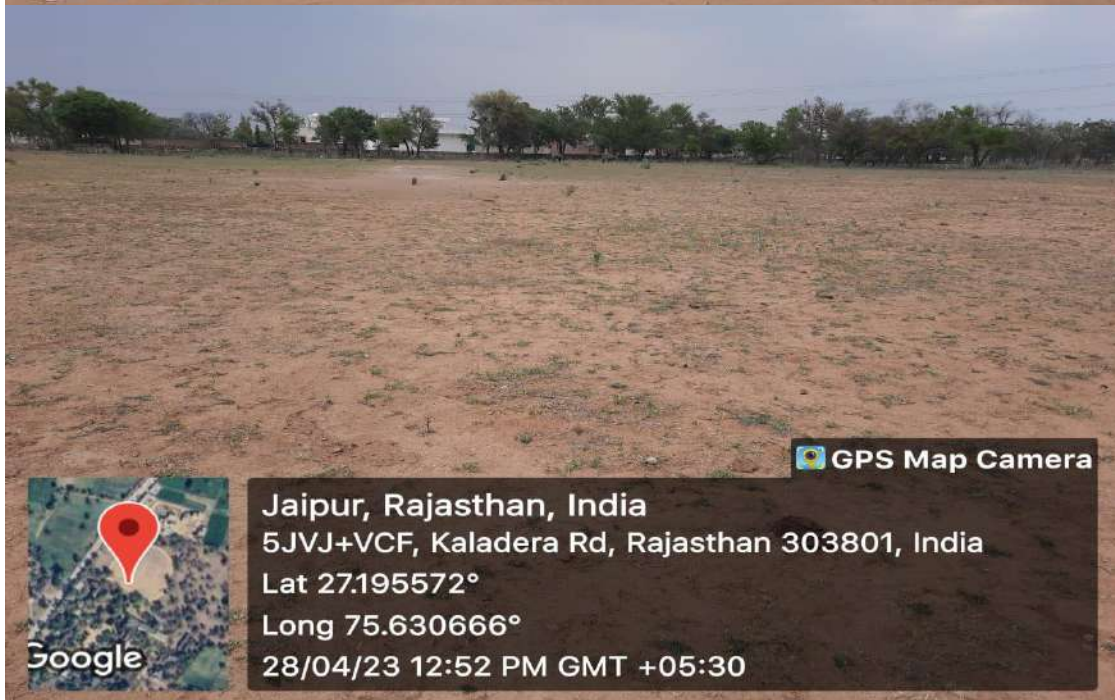 GPS Map Camera
Jaipur, Rajasthan, India
5JVJ+VCF, Kaladera Rd, Rajasthan 303801, India
Lat 27.195572°
Long 75.630666°
28/04/23 12:52 PM GMT +05:30
Google